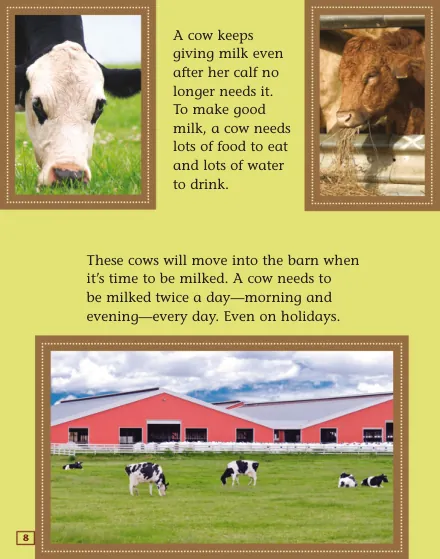 A cow keeps
giving milk even
after her calf no
longer needs it.
To make good
milk, a cow needs
lots of food to eat
and lots of water
to drink.
These cows will move into the barn when
it’s time to be milked. A cow needs to
be milked twice a day—morning and
evening—every day. Even on holidays.
8